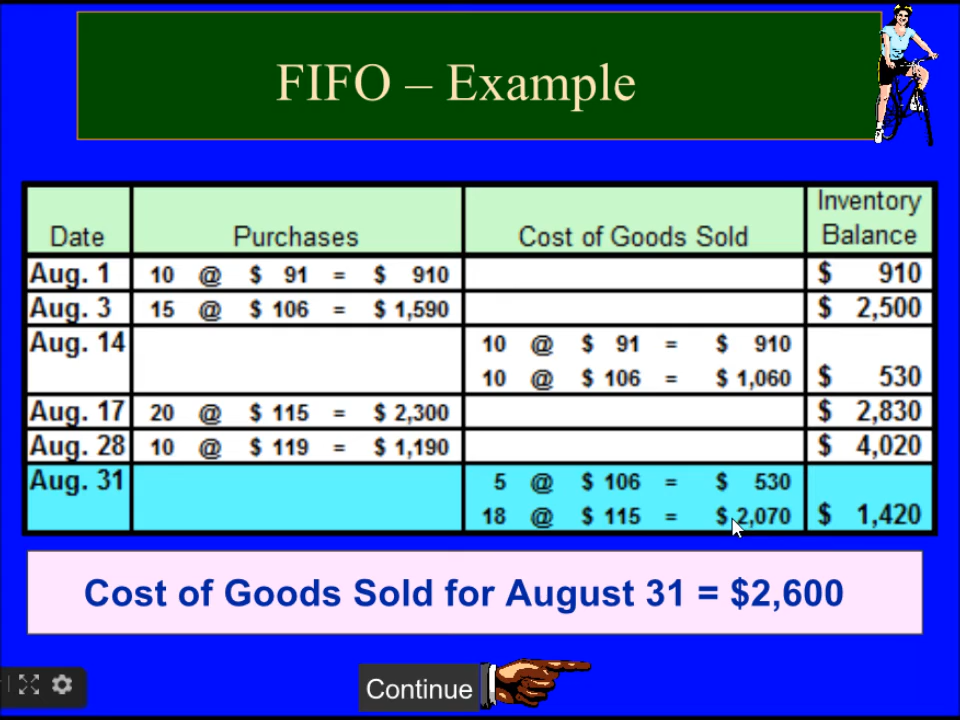 FIFO – Example
Date Purchases Cost of Goods Sold Inventory Balance
Aug. 1 10 @ $ 91 = $ 910 $ 910
Aug. 3 15 @ $ 106 = $ 1,590 $ 2,500
Aug. 14 10 @ $ 91 = $ 910
10 @ $ 106 = $ 1,060 $ 530
Aug. 17 20 @ $ 115 = $ 2,300 $ 2,830
Aug. 28 10 @ $ 119 = $ 1,190 $ 4,020
Aug. 31 5 @ $ 106 = $ 530
18 @ $ 115 = $ 2,070 $ 1,420
Cost of Goods Sold for August 31 = $2,600
Continue